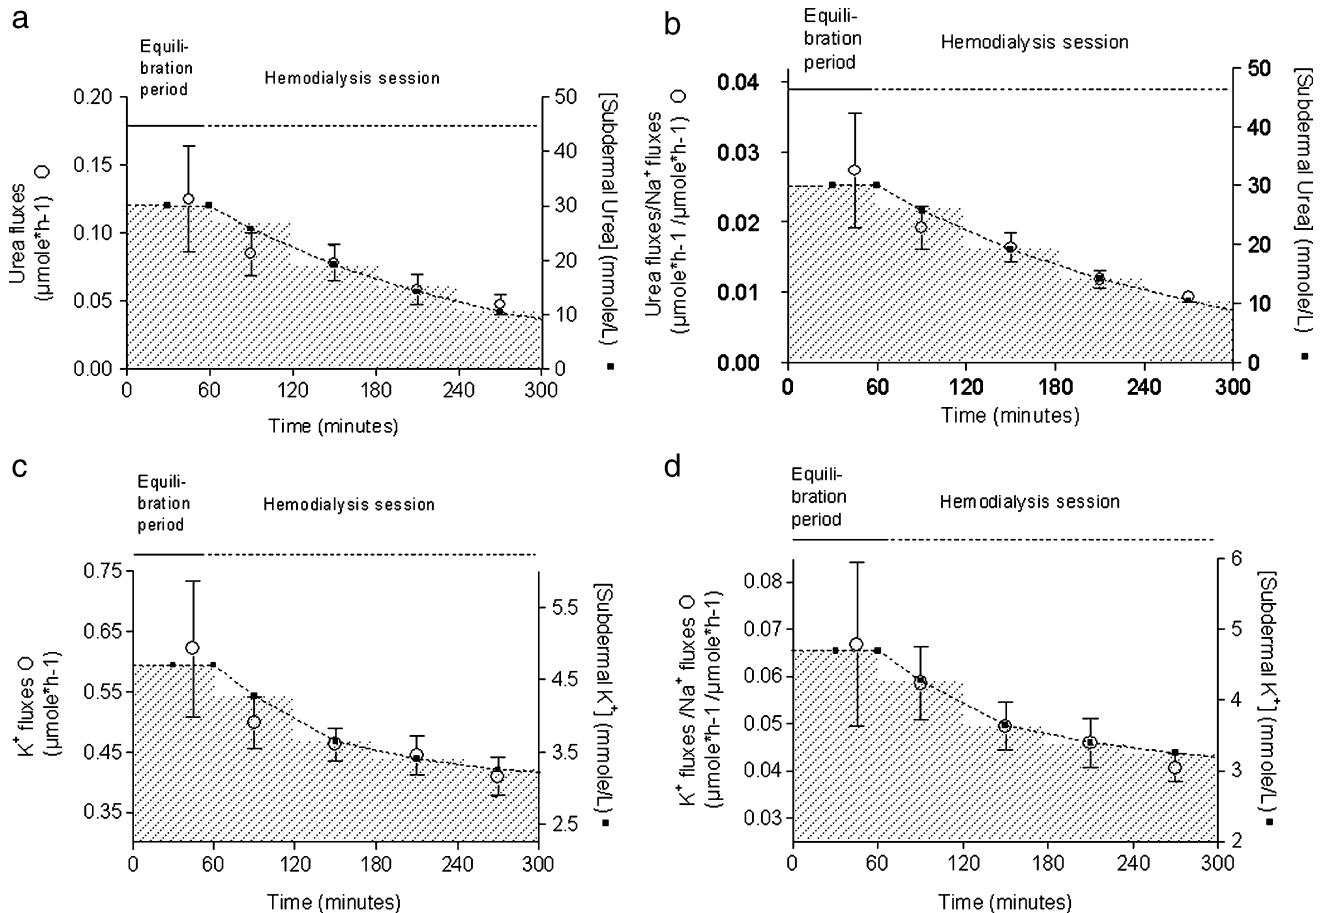 a
Equili-
bration
period
Hemodialysis session
0.20
0.15
0.10
0.05
0.00
Urea fluxes
(µmole*h-1)
50
40
30
20
10
0
[Subdermal Urea] (mmole/L)
0 60 120 180 240 300
Time (minutes)
b
Equili-
bration
period
Hemodialysis session
0.04
0.03
0.02
0.01
0.00
Urea fluxes/Na⁺ fluxes
(µmole*h-1 /µmole*h-1)
50
40
30
20
10
0
[Subdermal Urea] (mmole/L)
0 60 120 180 240 300
Time (minutes)
c
Equili-
bration
period
Hemodialysis session
0.75
0.65
0.55
0.45
0.35
K⁺ fluxes
(µmole*h-1)
5.5
4.5
3.5
2.5
[Subdermal K⁺] (mmole/L)
0 60 120 180 240 300
Time (minutes)
d
Equili-
bration
period
Hemodialysis session
0.08
0.07
0.06
0.05
0.04
0.03
K⁺ fluxes /Na⁺ fluxes
(µmole*h-1 /µmole*h-1)
6
5
4
3
2
[Subdermal K⁺] (mmole/L)
0 60 120 180 240 300
Time (minutes)